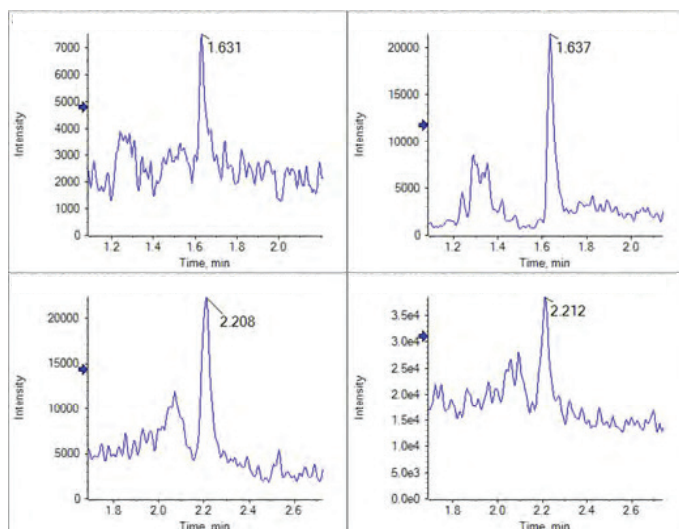 7000
6000
5000
4000
3000
2000
1000
0
Intensity
1.631
1.2 1.4 1.6 1.8 2.0
Time, min
20000
15000
10000
5000
0
Intensity
1.637
1.2 1.4 1.6 1.8 2.0
Time, min
20000
15000
10000
5000
0
Intensity
2.208
1.8 2.0 2.2 2.4 2.6
Time, min
3.5e4
3.0e4
2.5e4
2.0e4
1.5e4
1.0e4
5.0e3
0.0e0
Intensity
2.212
1.8 2.0 2.2 2.4 2.6
Time, min